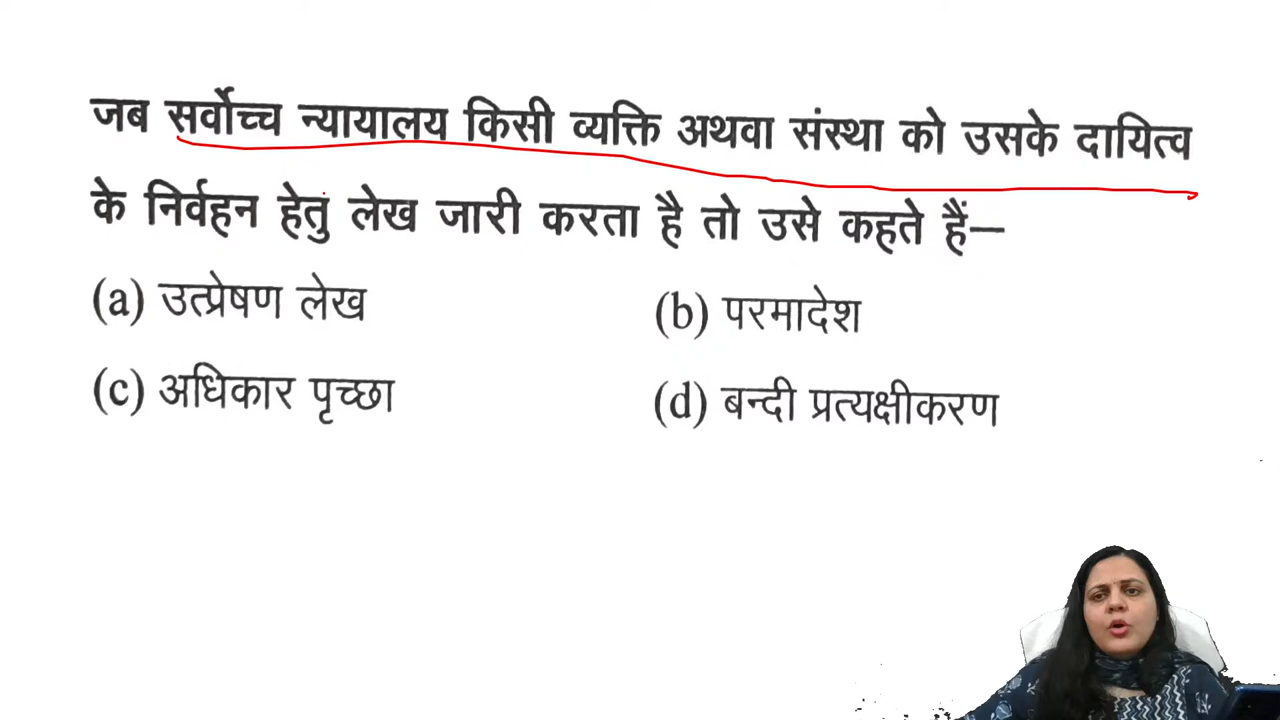 जब सर्वोच्च न्यायालय किसी व्यक्ति अथवा संस्था को उसके दायित्व
के निर्वहन हेतु लेख जारी करता है तो उसे कहते हैं—
(a) उत्प्रेषण लेख (b) परमादेश
(c) अधिकार पृच्छा (d) बन्दी प्रत्यक्षीकरण